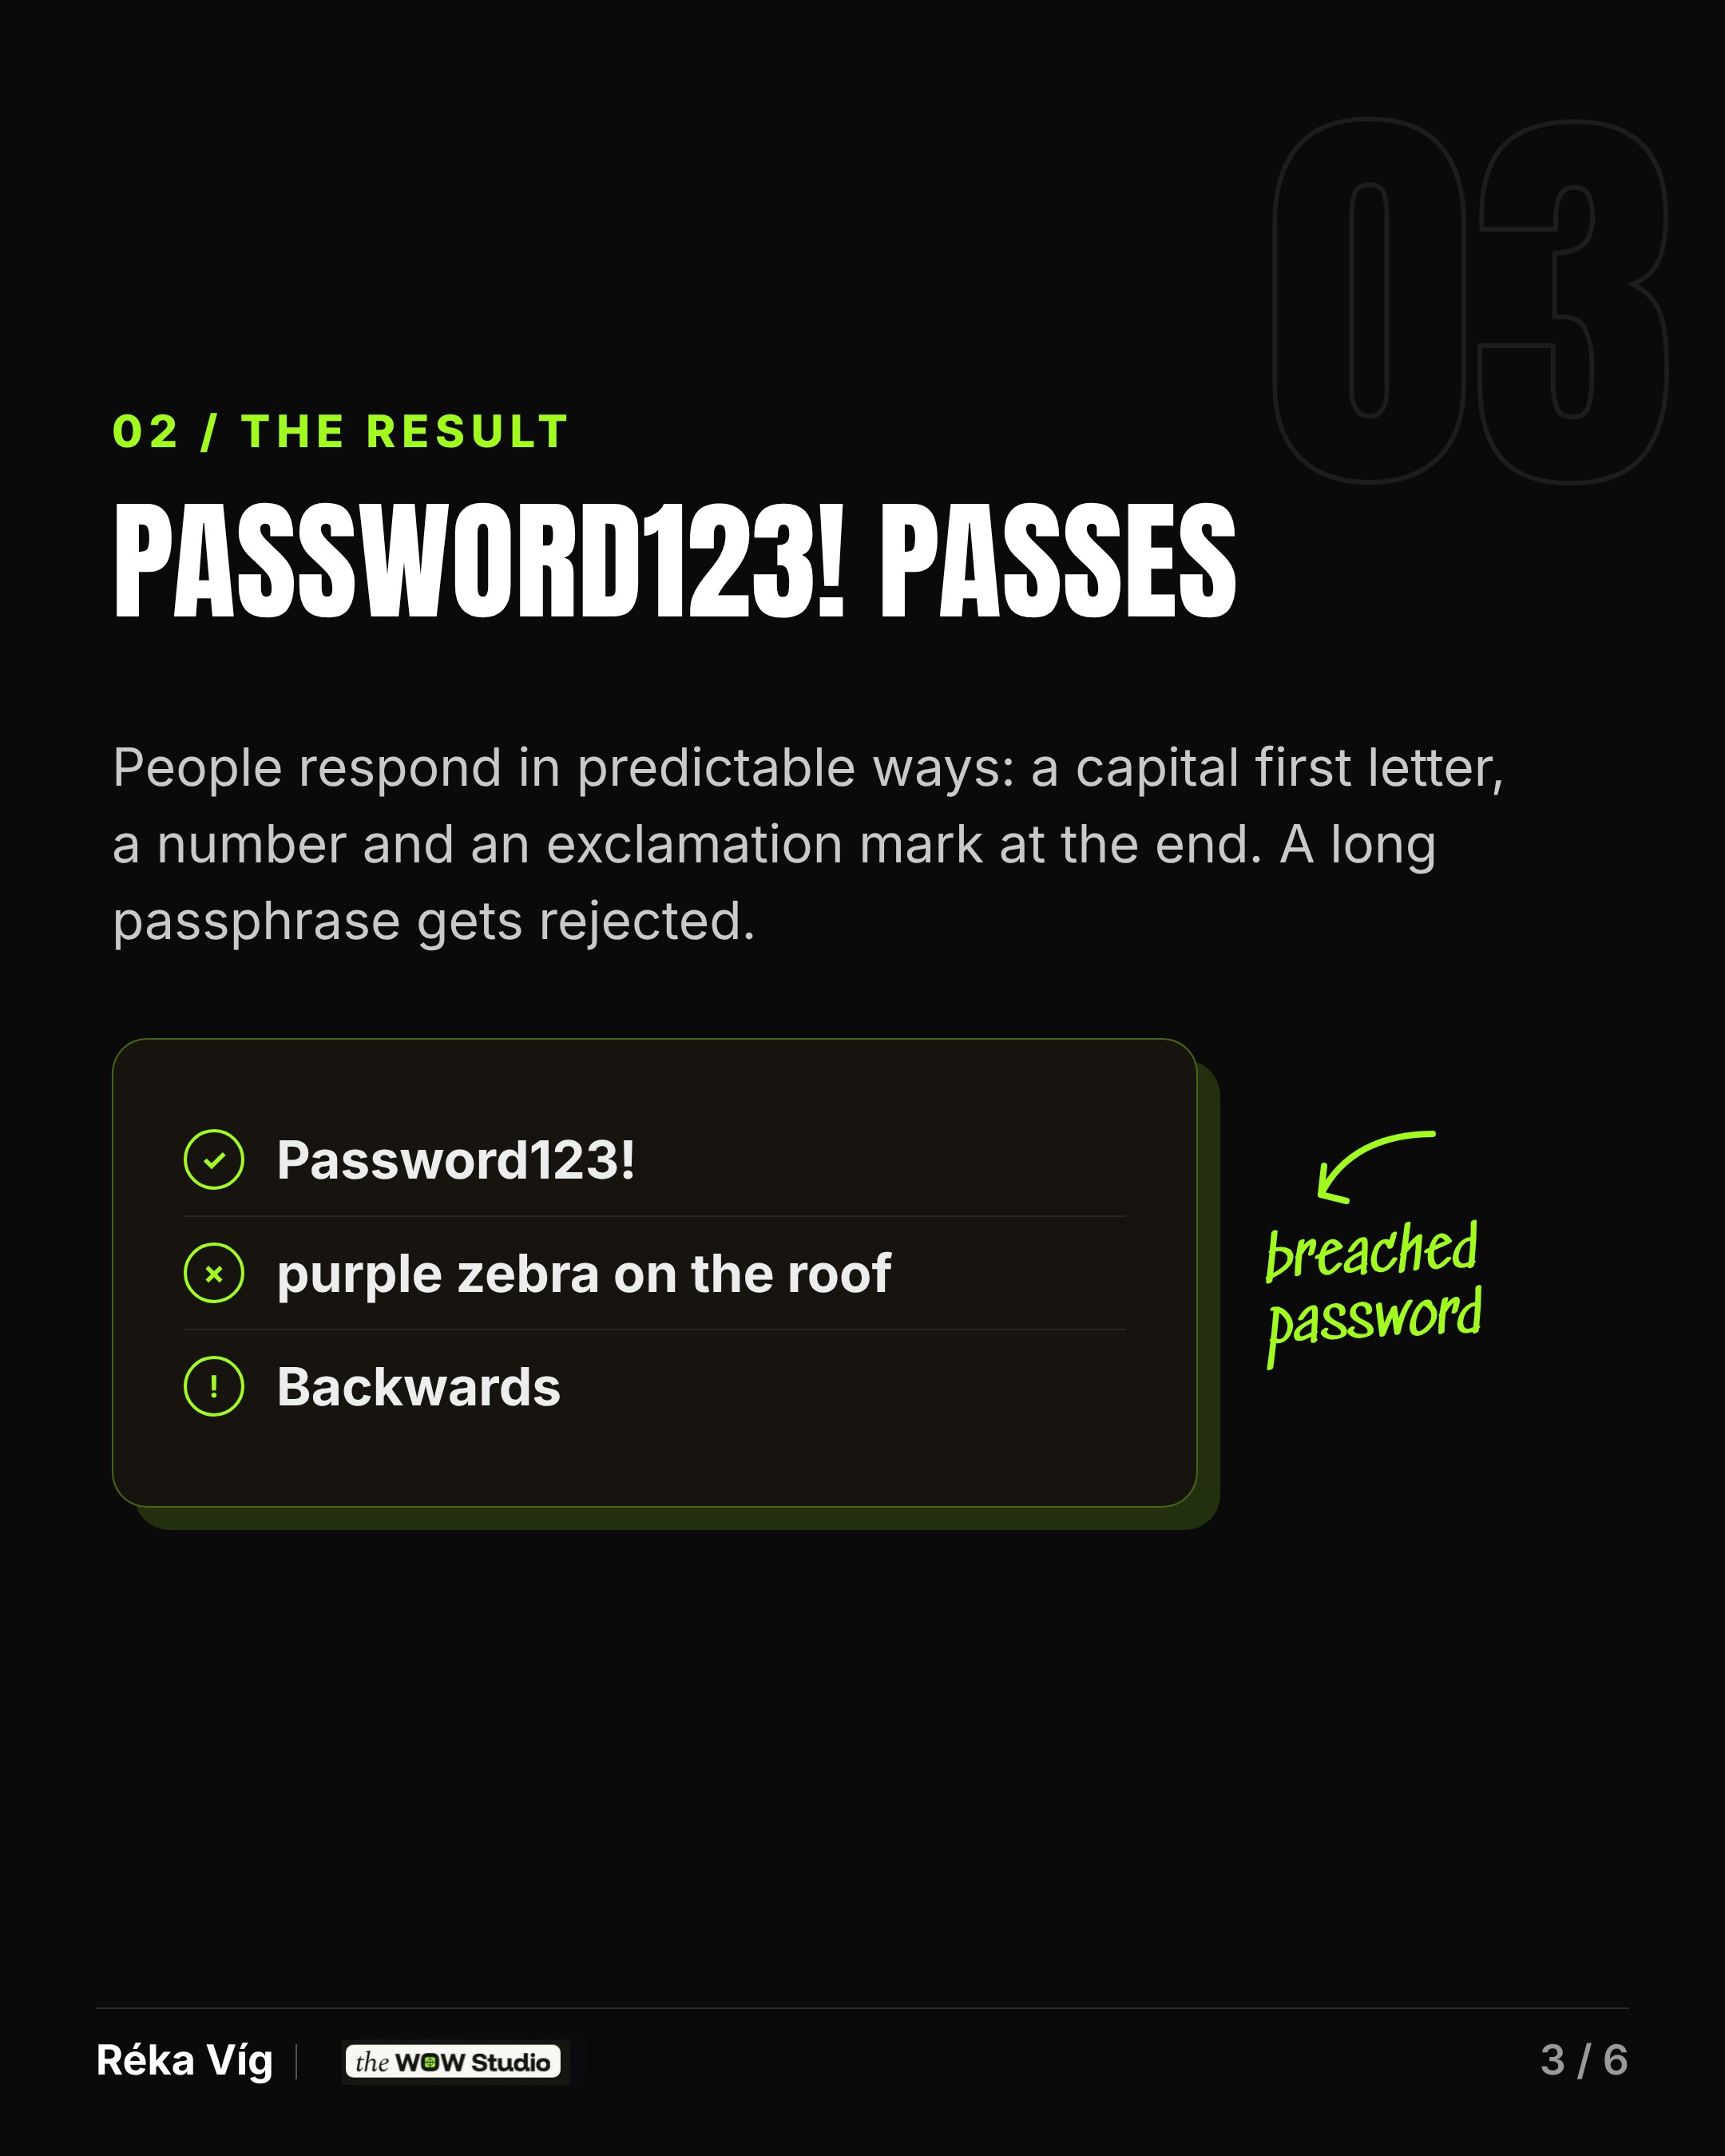 03
02 / THE RESULT
PASSWORD123! PASSES
People respond in predictable ways: a capital first letter,
a number and an exclamation mark at the end. A long
passphrase gets rejected.
Password123!
purple zebra on the roof
! Backwards
breached
password
Réka Víg
the WOW Studio
3 / 6